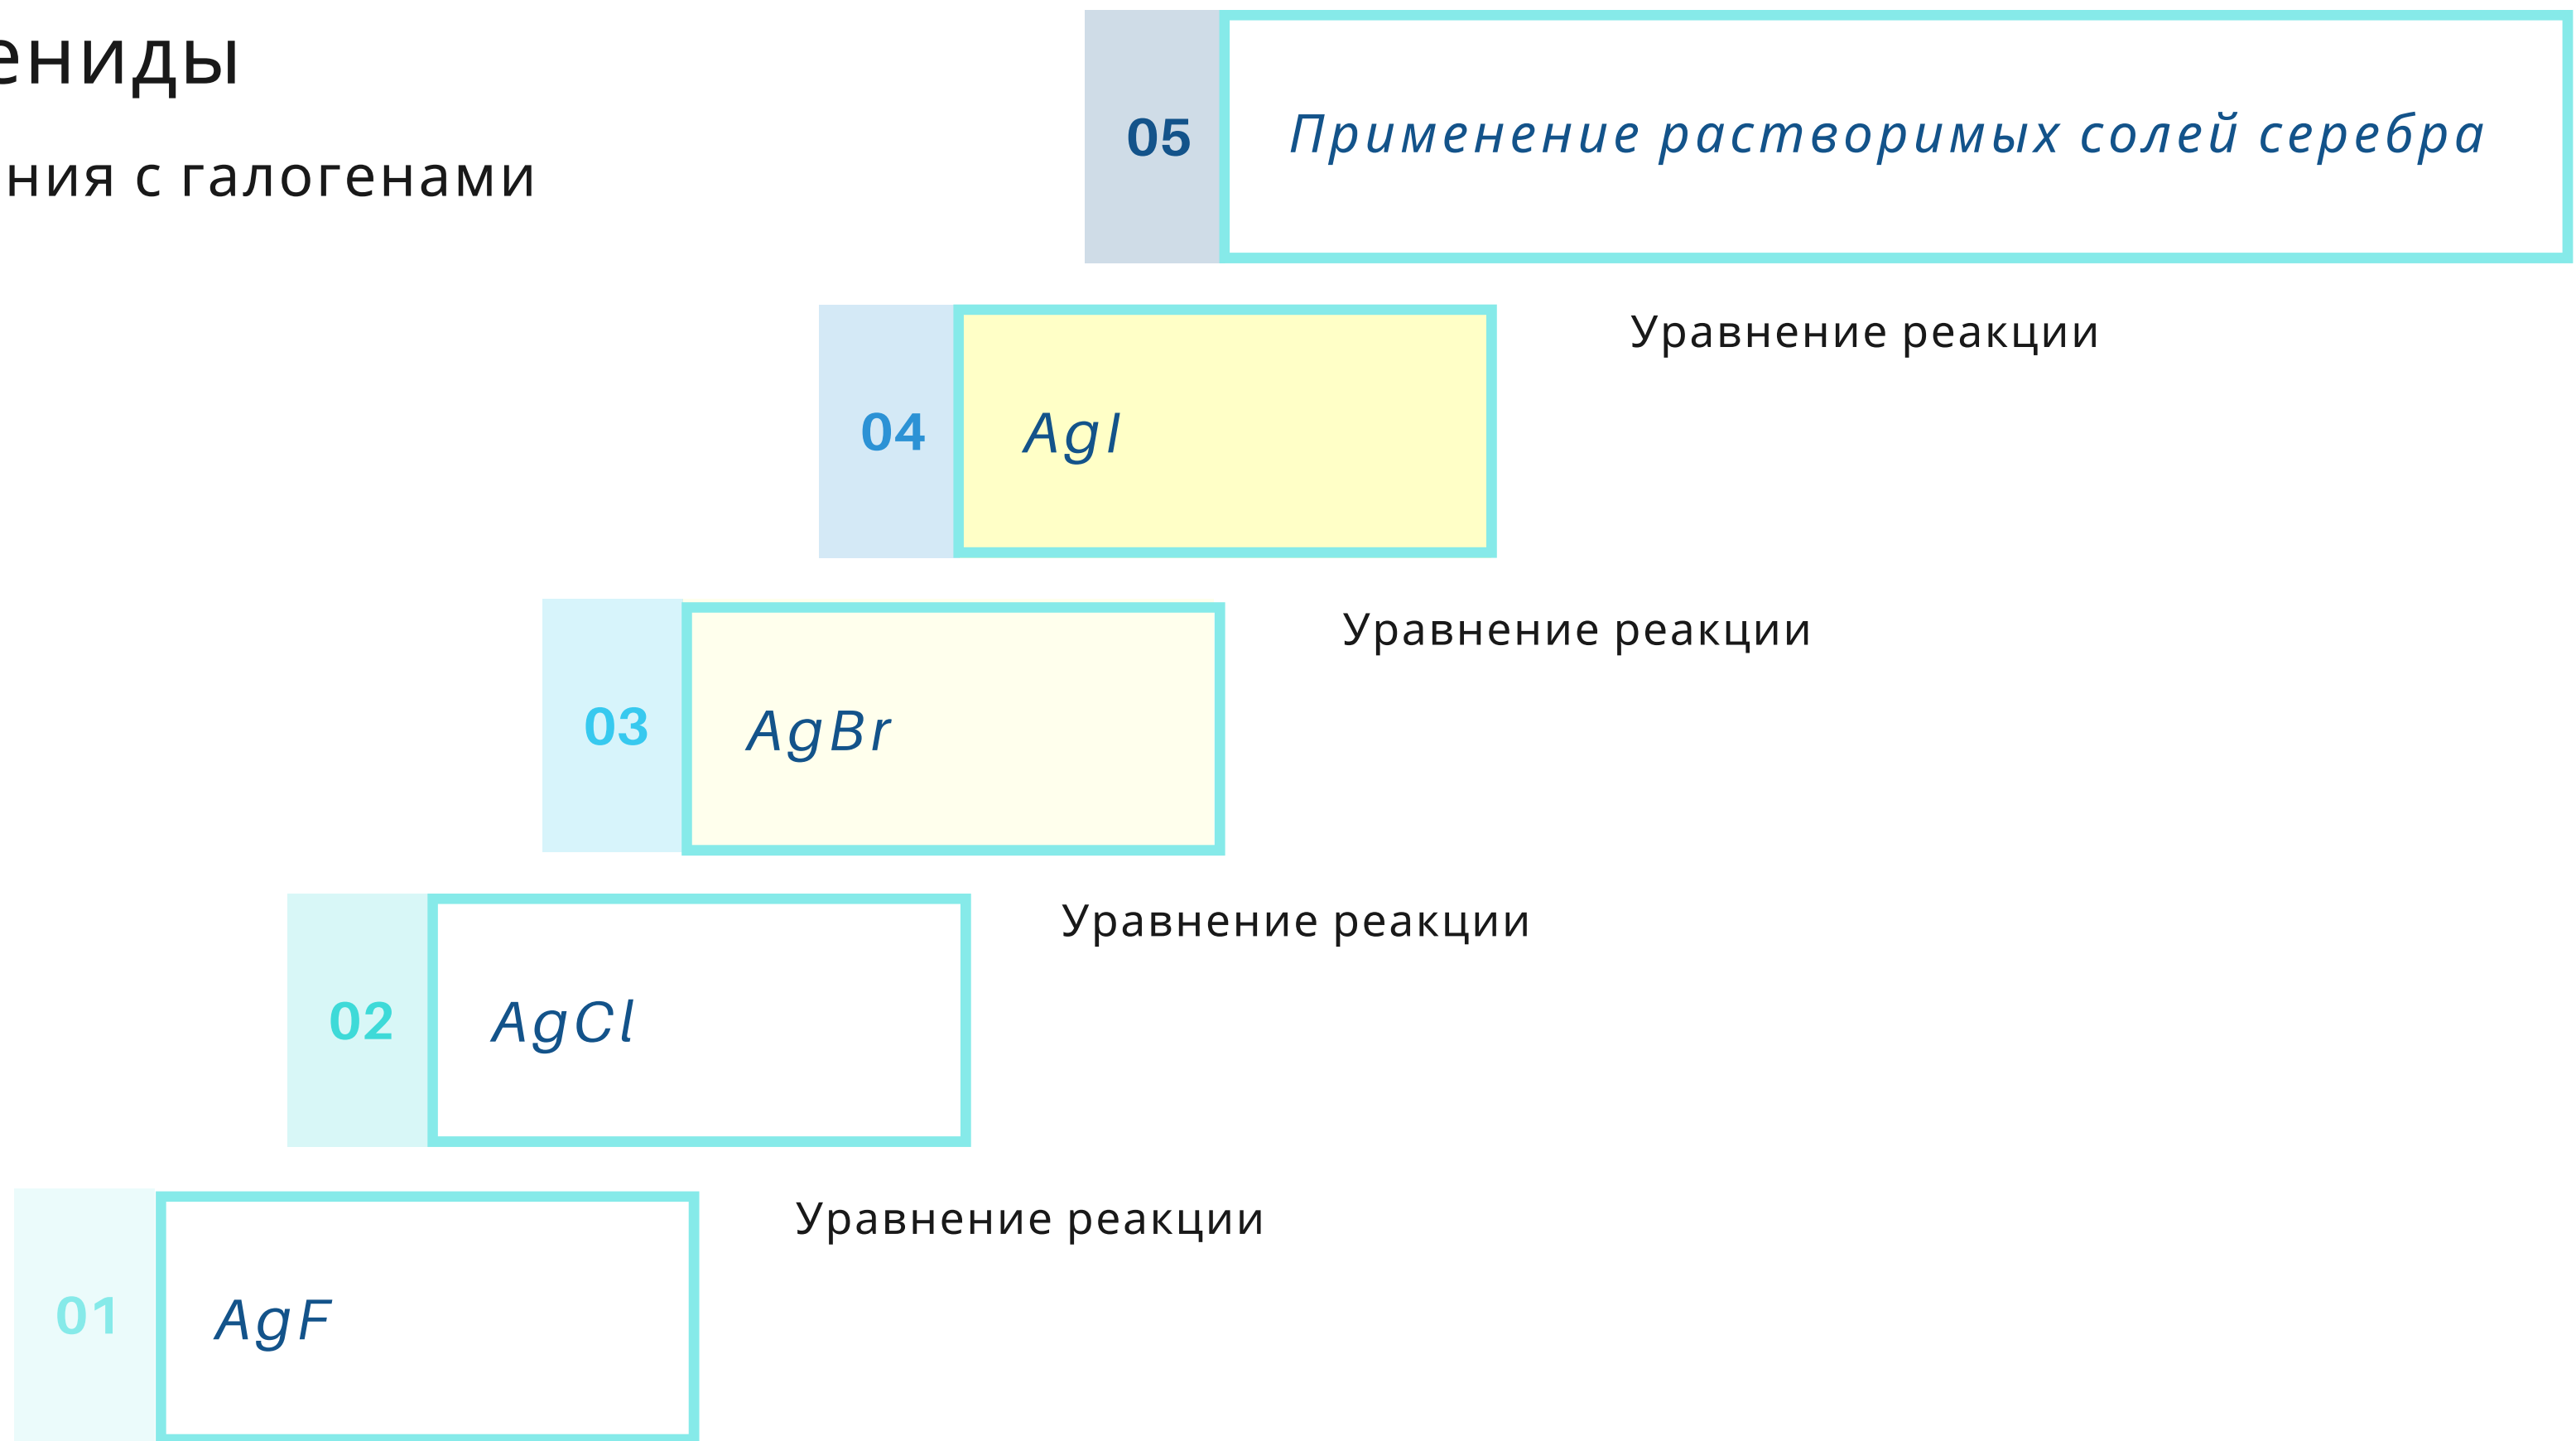 ениды
ния с галогенами
05
Применение растворимых солей серебра
Уравнение реакции
04
AgI
Уравнение реакции
03
AgBr
Уравнение реакции
02
AgCl
Уравнение реакции
01
AgF